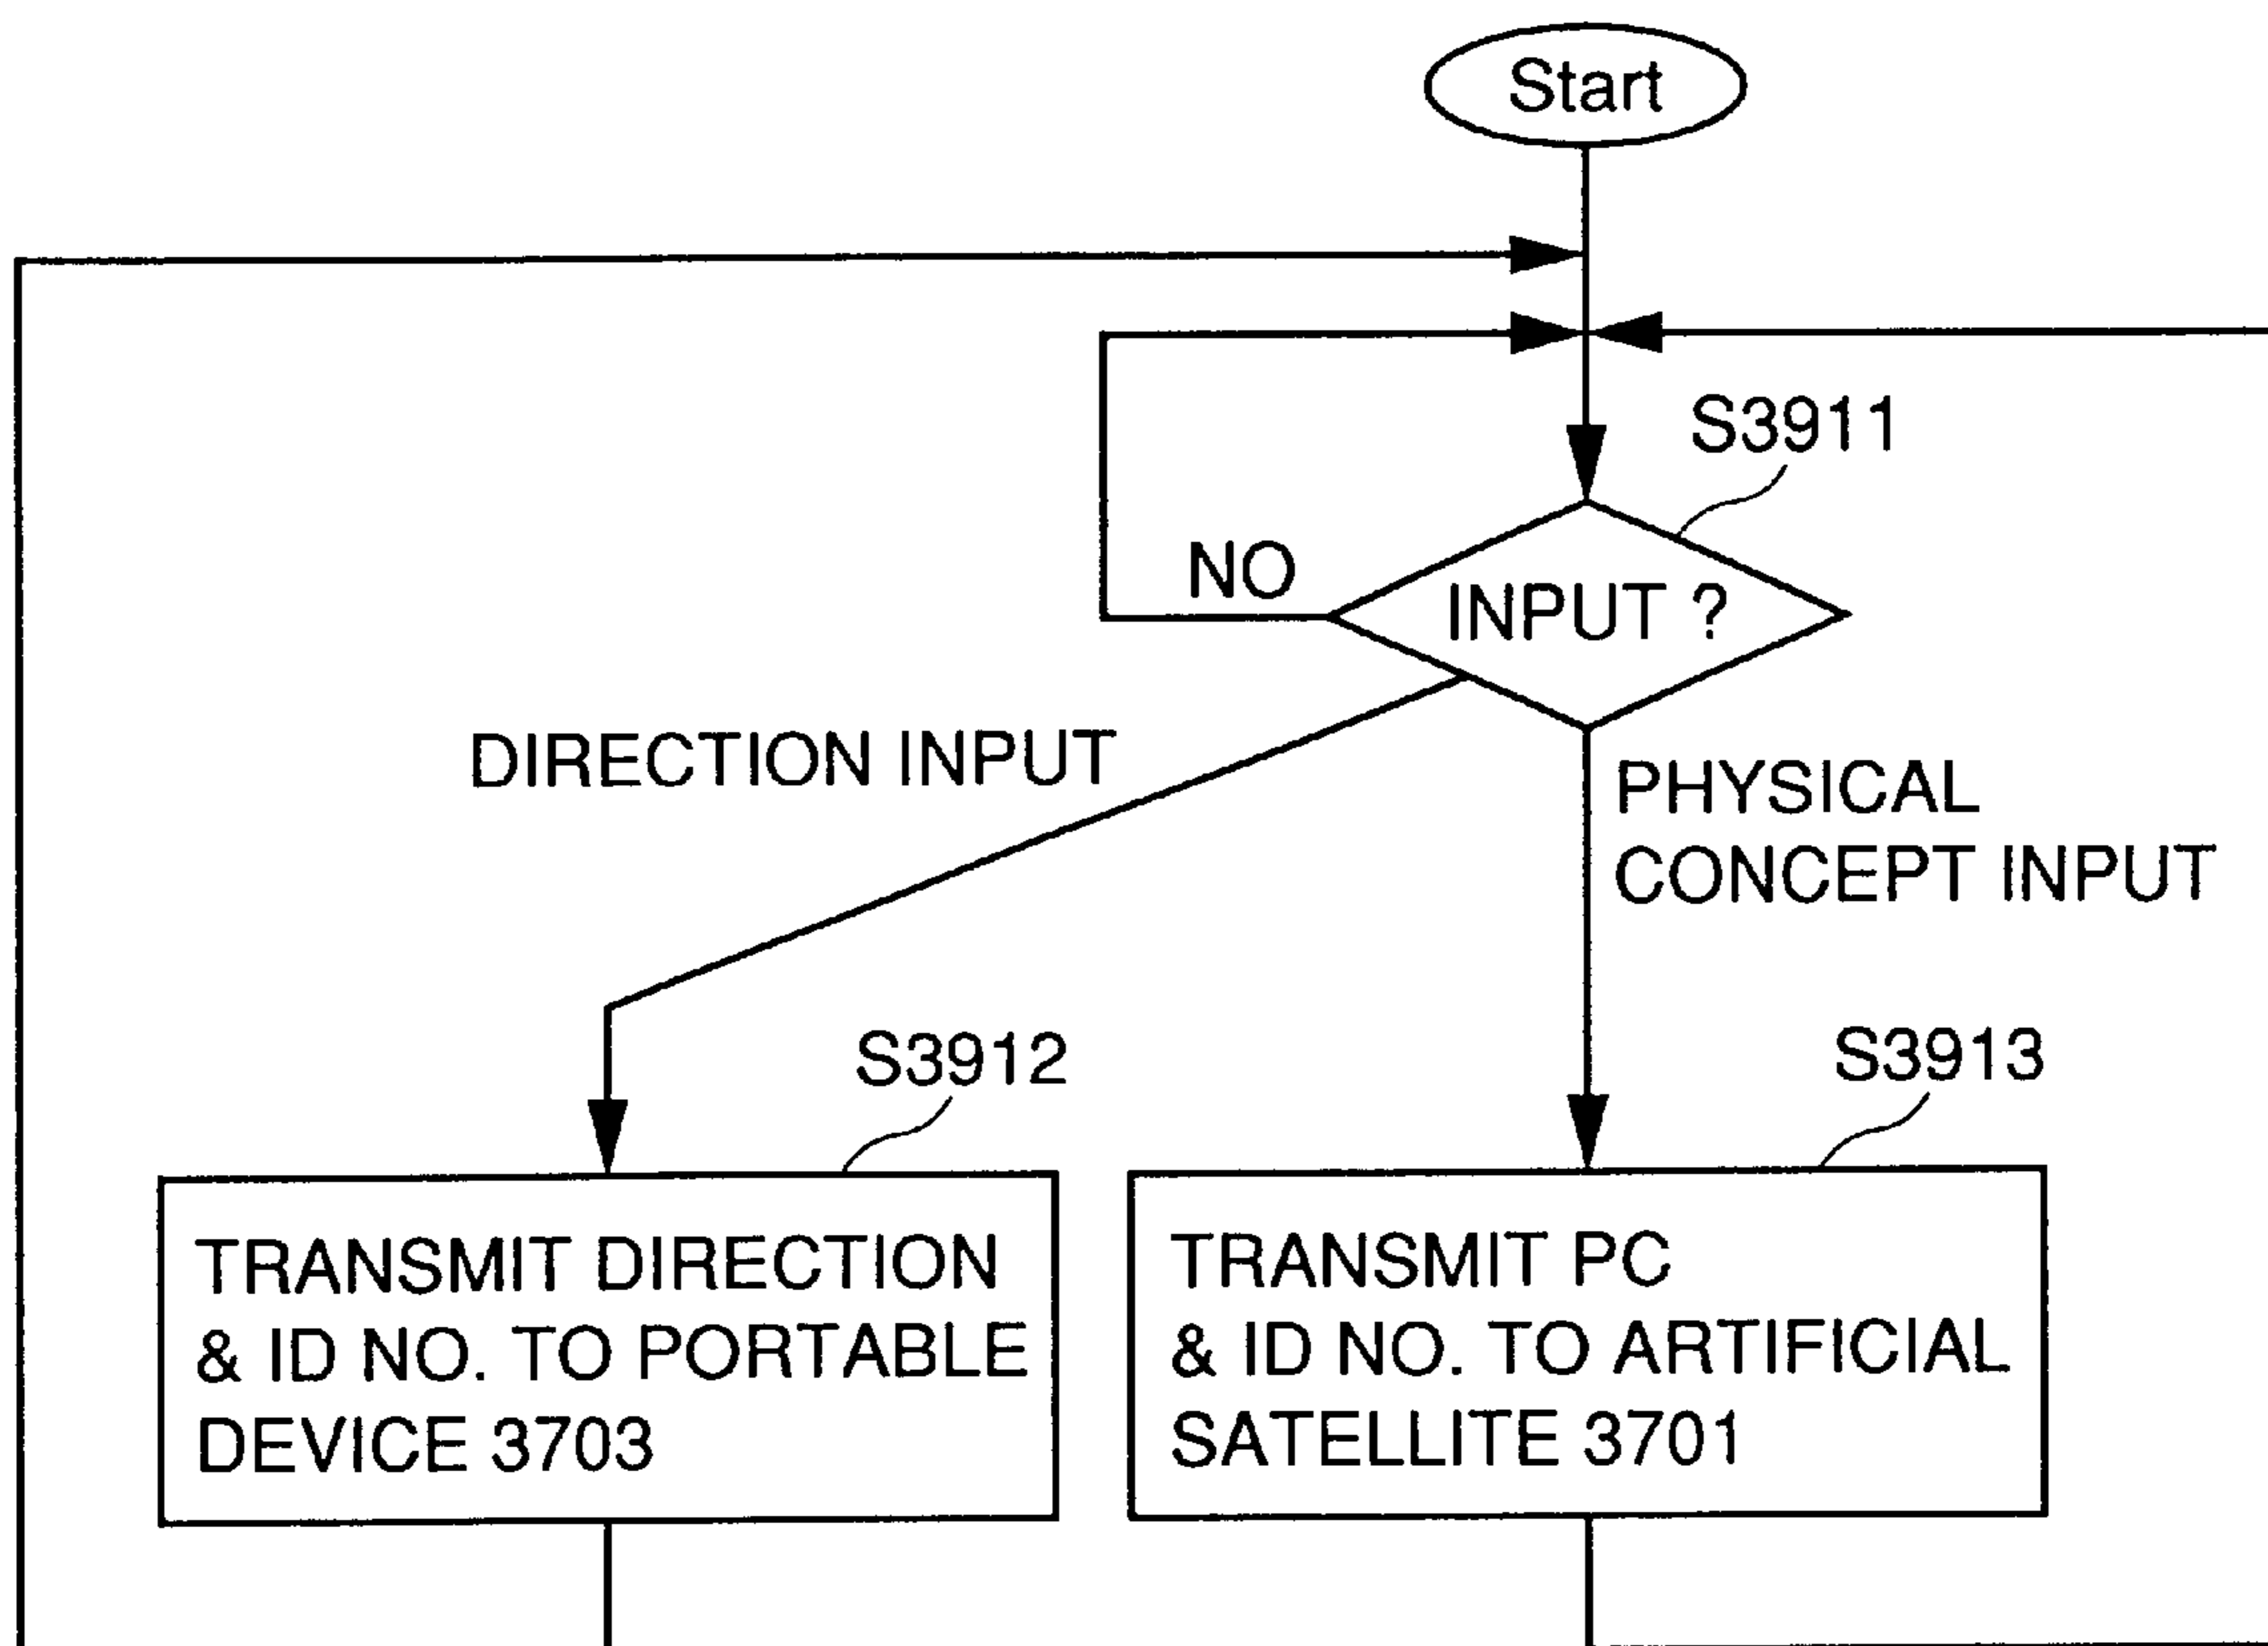 Start
S3911
NO
INPUT ?
DIRECTION INPUT
PHYSICAL
CONCEPT INPUT
S3912
S3913
TRANSMIT DIRECTION
& ID NO. TO PORTABLE
DEVICE 3703
TRANSMIT PC
& ID NO. TO ARTIFICIAL
SATELLITE 3701